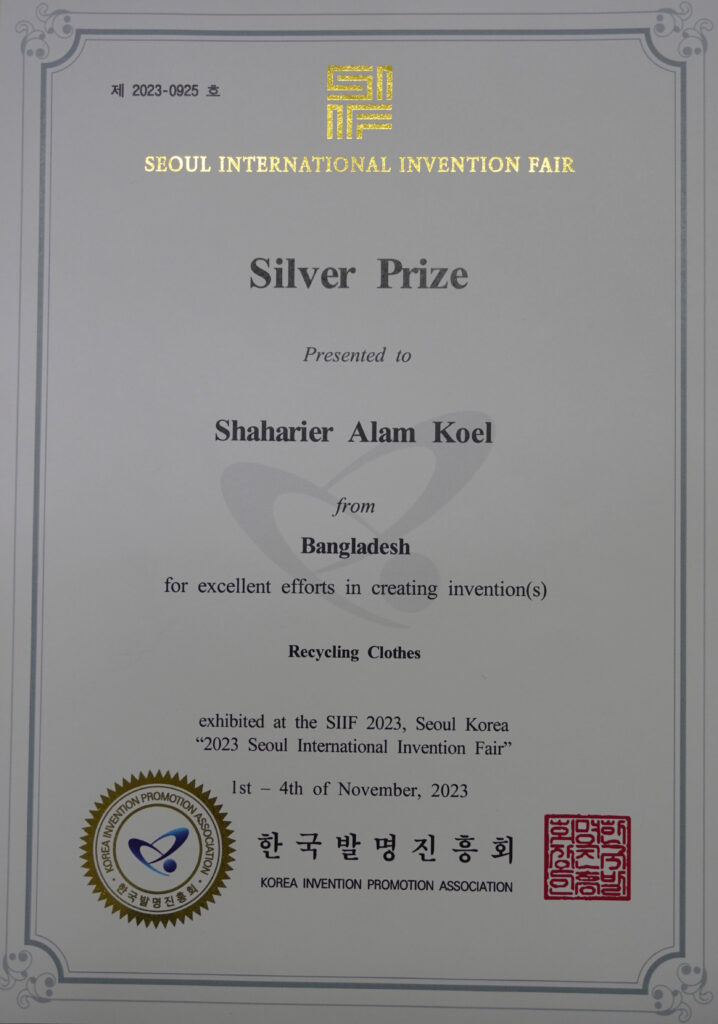 제 2023-0925 호
SIIF
SEOUL INTERNATIONAL INVENTION FAIR
Silver Prize
Presented to
Shaharier Alam Koel
from
Bangladesh
for excellent efforts in creating invention(s)
Recycling Clothes
exhibited at the SIIF 2023, Seoul Korea
“2023 Seoul International Invention Fair”
1st – 4th of November, 2023
KOREA INVENTION PROMOTION ASSOCIATION
· 한국발명진흥회 ·
한국발명진흥회
KOREA INVENTION PROMOTION ASSOCIATION